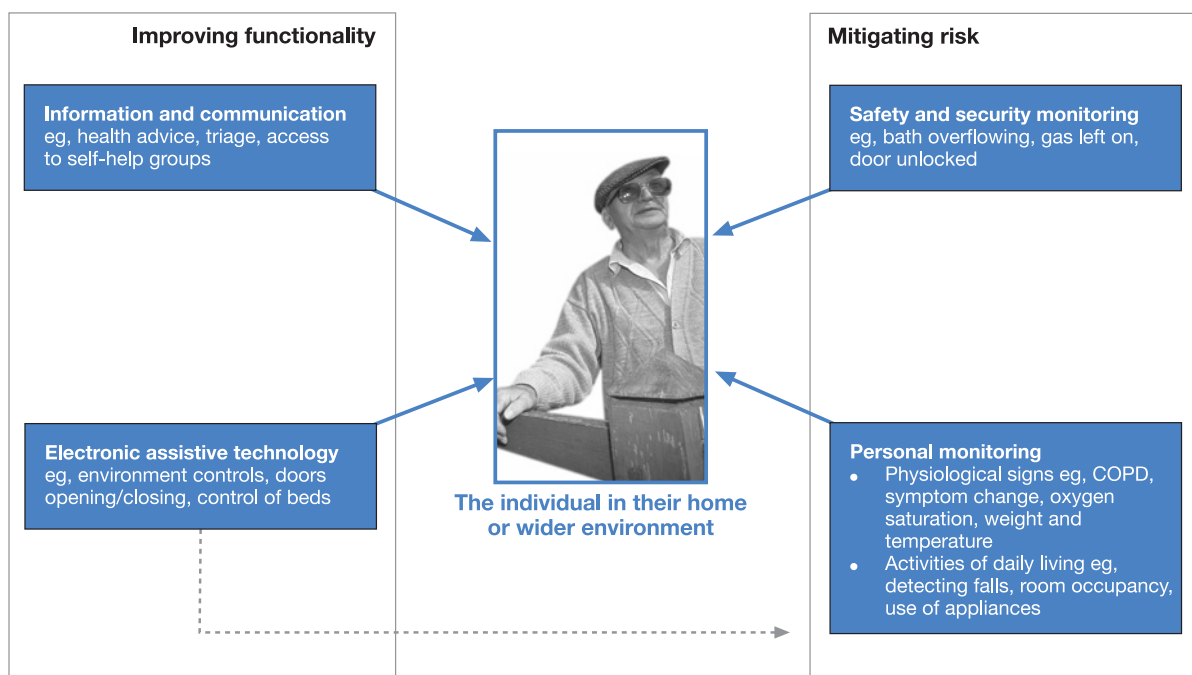 Improving functionality
Information and communication
eg, health advice, triage, access
to self-help groups
Electronic assistive technology
eg, environment controls, doors
opening/closing, control of beds
The individual in their home
or wider environment
Mitigating risk
Safety and security monitoring
eg, bath overflowing, gas left on,
door unlocked
Personal monitoring
● Physiological signs eg, COPD,
symptom change, oxygen
saturation, weight and
temperature
● Activities of daily living eg,
detecting falls, room occupancy,
use of appliances